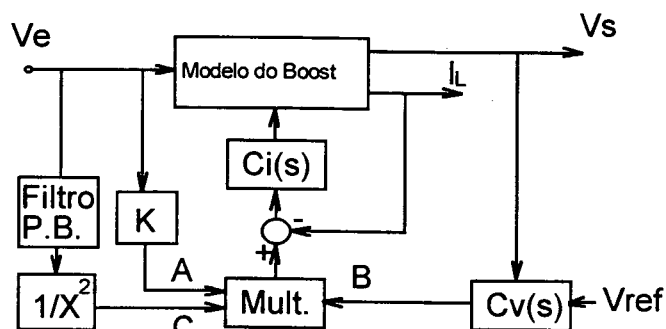 Ve
Modelo do Boost
Vs
IL
Ci(s)
Filtro
P.B.
K
-
+
A
B
1/X²
C
Mult.
Cv(s)
Vref